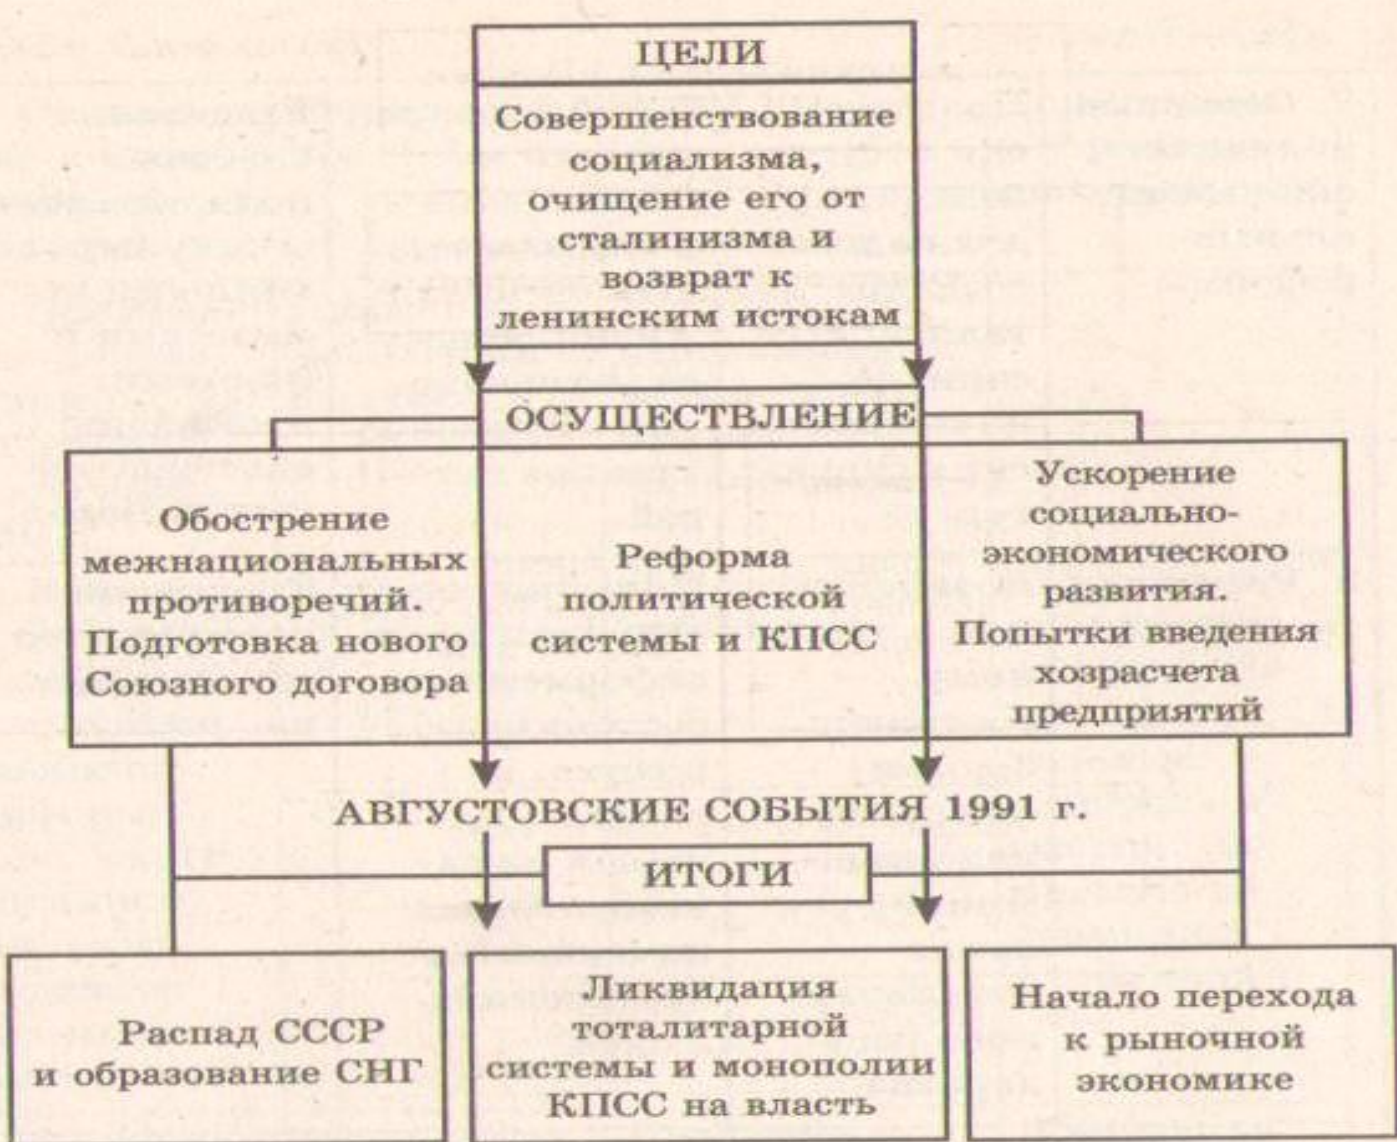 ЦЕЛИ
Совершенствование
социализма,
очищение его от
сталинизма и
возврат к
ленинским истокам
ОСУЩЕСТВЛЕНИЕ
Обострение
межнациональных
противоречий.
Подготовка нового
Союзного договора
Реформа
политической
системы и КПСС
Ускорение
социально-
экономического
развития.
Попытки введения
хозрасчета
предприятий
АВГУСТОВСКИЕ СОБЫТИЯ 1991 г.
ИТОГИ
Распад СССР
и образование СНГ
Ликвидация
тоталитарной
системы и монополии
КПСС на власть
Начало перехода
к рыночной
экономике